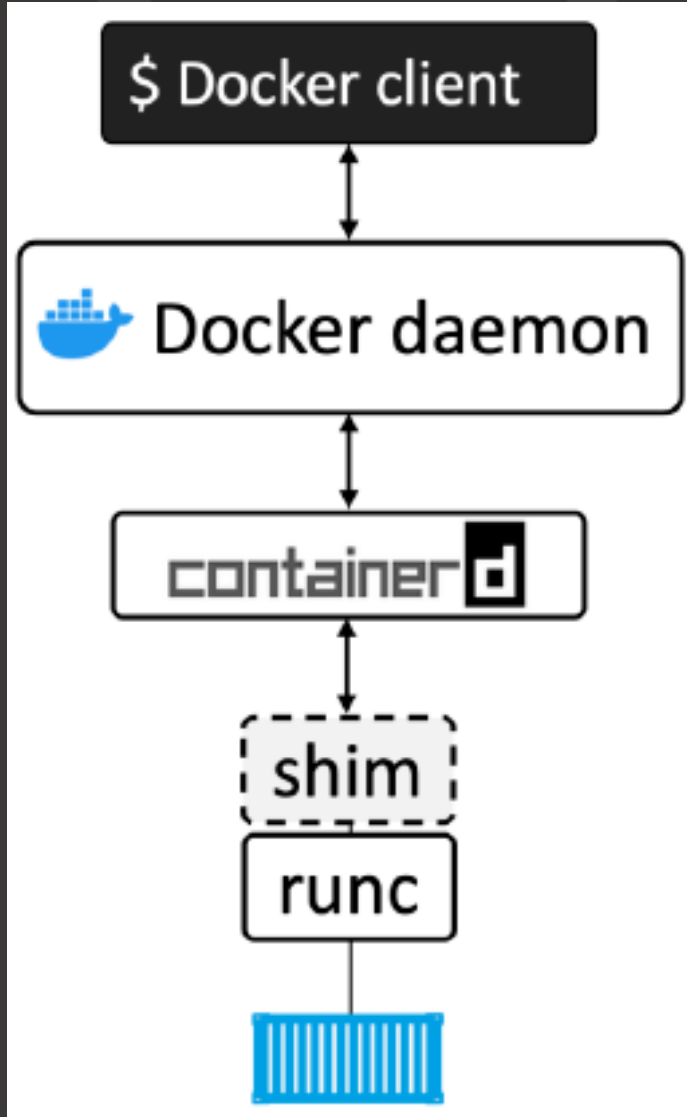 $ Docker client
Docker daemon
containerd
shim
runc